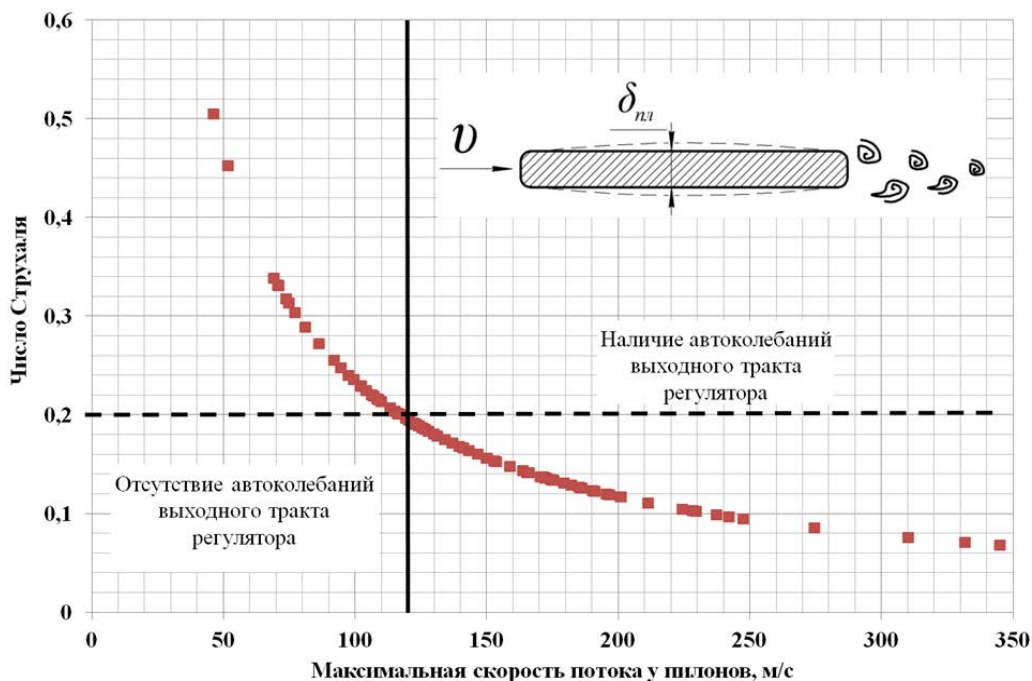 0,6
0,5
0,4
0,3
0,2
0,1
0
Число Струхаля
υ
δпл
Наличие автоколебаний
выходного тракта
регулятора
Отсутствие автоколебаний
выходного тракта
регулятора
0 50 100 150 200 250 300 350
Максимальная скорость потока у пилонов, м/с